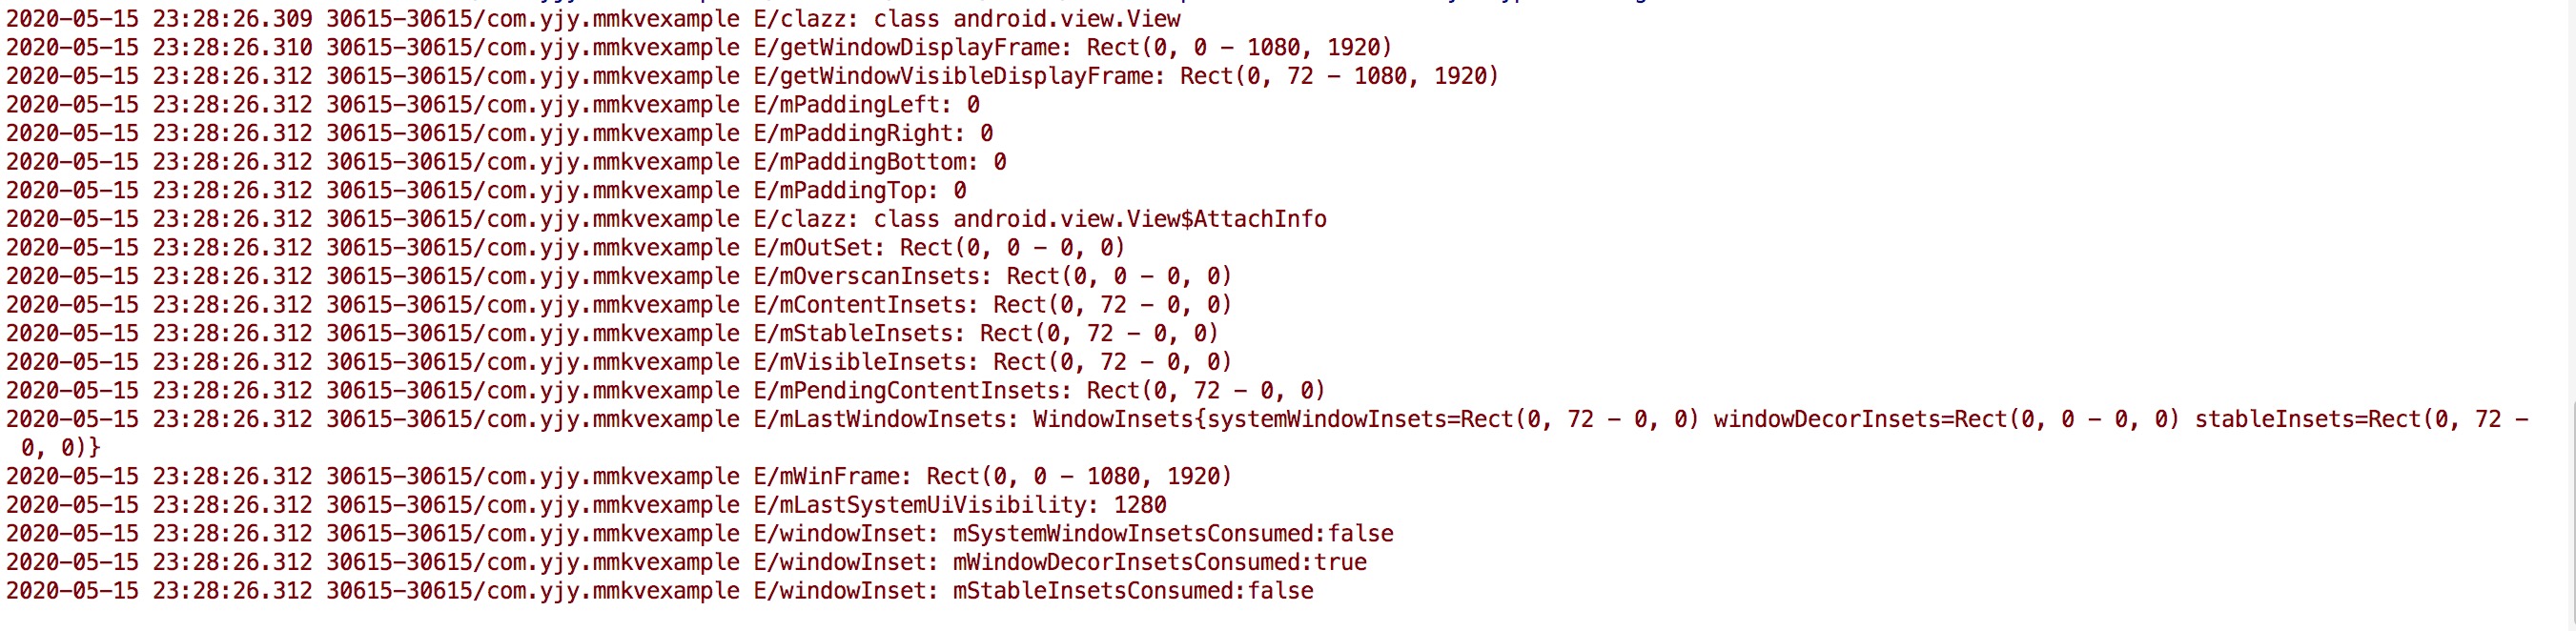 2020-05-15 23:28:26.309 30615-30615/com.yjy.mmkvexample E/clazz: class android.view.View
2020-05-15 23:28:26.310 30615-30615/com.yjy.mmkvexample E/getWindowDisplayFrame: Rect(0, 0 - 1080, 1920)
2020-05-15 23:28:26.312 30615-30615/com.yjy.mmkvexample E/getWindowVisibleDisplayFrame: Rect(0, 72 - 1080, 1920)
2020-05-15 23:28:26.312 30615-30615/com.yjy.mmkvexample E/mPaddingLeft: 0
2020-05-15 23:28:26.312 30615-30615/com.yjy.mmkvexample E/mPaddingRight: 0
2020-05-15 23:28:26.312 30615-30615/com.yjy.mmkvexample E/mPaddingBottom: 0
2020-05-15 23:28:26.312 30615-30615/com.yjy.mmkvexample E/mPaddingTop: 0
2020-05-15 23:28:26.312 30615-30615/com.yjy.mmkvexample E/clazz: class android.view.View$AttachInfo
2020-05-15 23:28:26.312 30615-30615/com.yjy.mmkvexample E/mOutSet: Rect(0, 0 - 0, 0)
2020-05-15 23:28:26.312 30615-30615/com.yjy.mmkvexample E/mOverscanInsets: Rect(0, 0 - 0, 0)
2020-05-15 23:28:26.312 30615-30615/com.yjy.mmkvexample E/mContentInsets: Rect(0, 72 - 0, 0)
2020-05-15 23:28:26.312 30615-30615/com.yjy.mmkvexample E/mStableInsets: Rect(0, 72 - 0, 0)
2020-05-15 23:28:26.312 30615-30615/com.yjy.mmkvexample E/mVisibleInsets: Rect(0, 72 - 0, 0)
2020-05-15 23:28:26.312 30615-30615/com.yjy.mmkvexample E/mPendingContentInsets: Rect(0, 72 - 0, 0)
2020-05-15 23:28:26.312 30615-30615/com.yjy.mmkvexample E/mLastWindowInsets: WindowInsets{systemWindowInsets=Rect(0, 72 - 0, 0) windowDecorInsets=Rect(0, 0 - 0, 0) stableInsets=Rect(0, 72 -
0, 0)}
2020-05-15 23:28:26.312 30615-30615/com.yjy.mmkvexample E/mWinFrame: Rect(0, 0 - 1080, 1920)
2020-05-15 23:28:26.312 30615-30615/com.yjy.mmkvexample E/mLastSystemUiVisibility: 1280
2020-05-15 23:28:26.312 30615-30615/com.yjy.mmkvexample E/windowInset: mSystemWindowInsetsConsumed:false
2020-05-15 23:28:26.312 30615-30615/com.yjy.mmkvexample E/windowInset: mWindowDecorInsetsConsumed:true
2020-05-15 23:28:26.312 30615-30615/com.yjy.mmkvexample E/windowInset: mStableInsetsConsumed:false